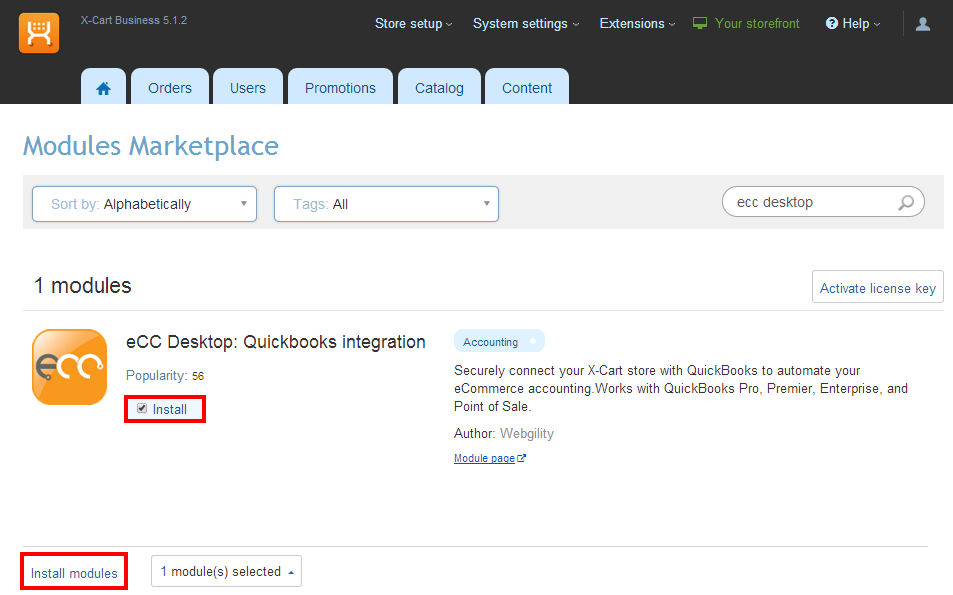 X-Cart Business 5.1.2
Store setup System settings Extensions Your storefront ? Help
Orders Users Promotions Catalog Content
Modules Marketplace
Sort by: Alphabetically Tags: All ecc desktop
1 modules
Activate license key
ecc
eCC Desktop: Quickbooks integration
Popularity: 56
Install
Accounting
Securely connect your X-Cart store with QuickBooks to automate your
eCommerce accounting.Works with QuickBooks Pro, Premier, Enterprise, and
Point of Sale.
Author: Webgility
Module page
Install modules 1 module(s) selected